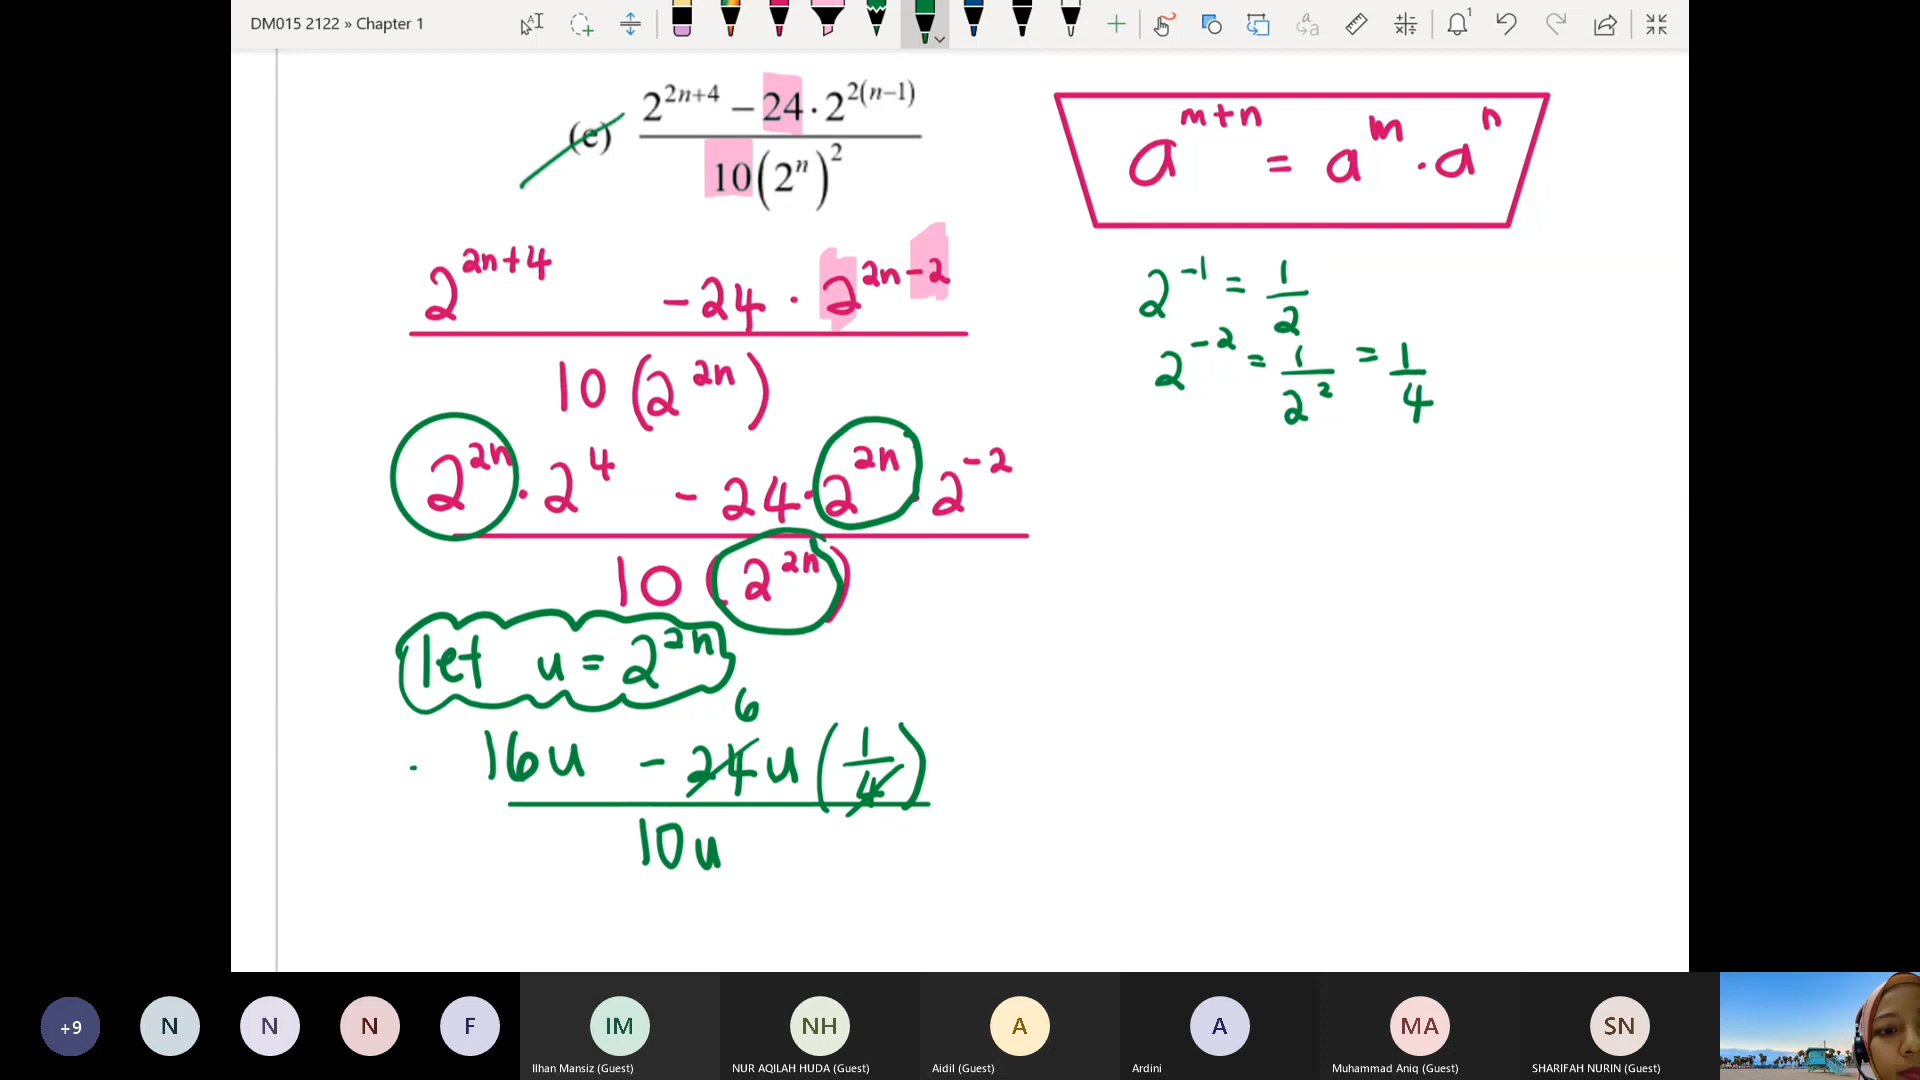 DM015 2122 » Chapter 1
1
(e) 2^{2n+4} − 24 · 2^{2(n−1)}
10(2^n)^2
a^{m+n} = a^m · a^n
2^{2n+4} − 24 · 2^{2n−2}
10 (2^{2n})
2^{-1} = 1/2
2^{-2} = 1/2^2 = 1/4
2^{2n} · 2^4 − 24 · 2^{2n} · 2^{-2}
10 (2^{2n})
let u = 2^{2n}
6
16u − 24u (1/4)
10u
+9
N
N
N
F
IM
NH
A
A
MA
SN
Ilhan Mansiz (Guest)
NUR AQILAH HUDA (Guest)
Aidil (Guest)
Ardini
Muhammad Aniq (Guest)
SHARIFAH NURIN (Guest)